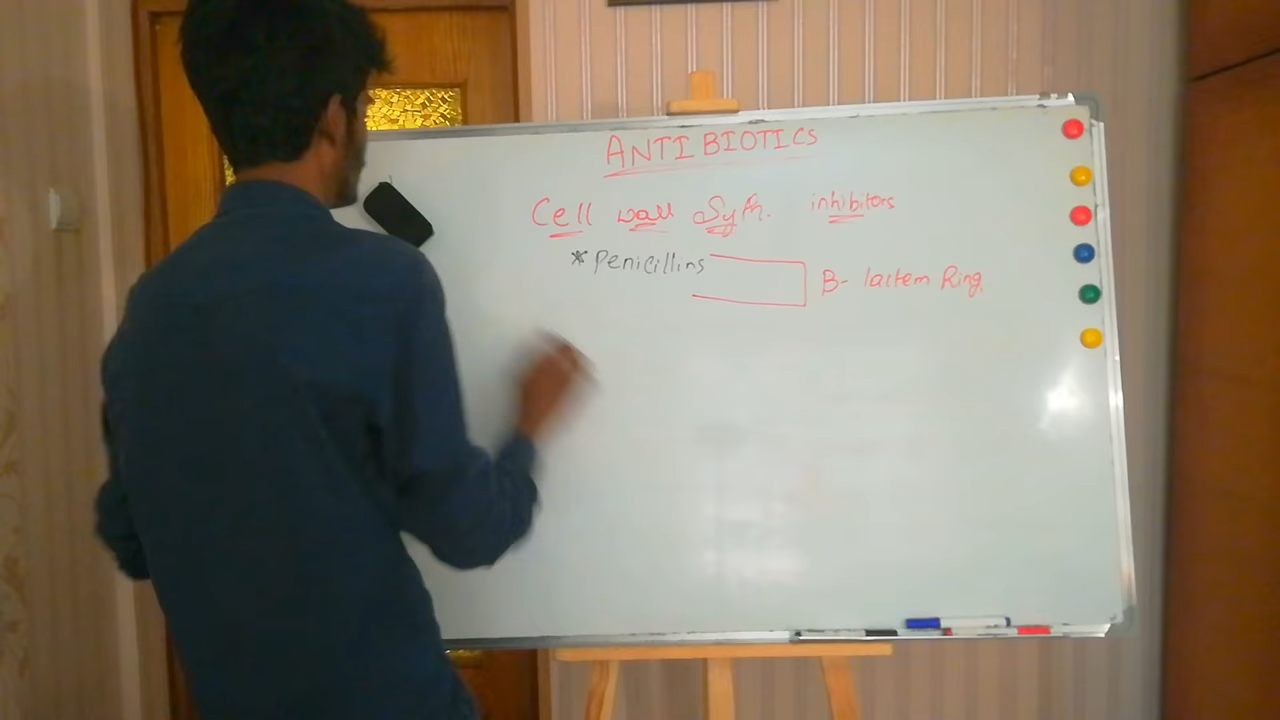 ANTIBIOTICS
Cell wall Syth. inhibitors
* Penicillins
B- lactem Ring.